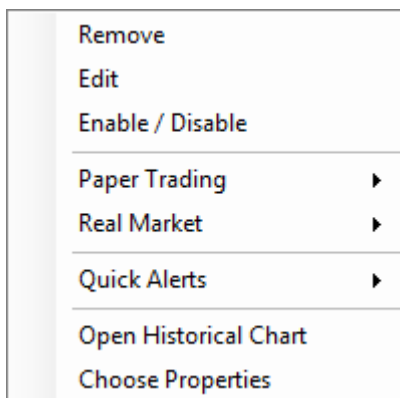 Remove
Edit
Enable / Disable
Paper Trading
Real Market
Quick Alerts
Open Historical Chart
Choose Properties